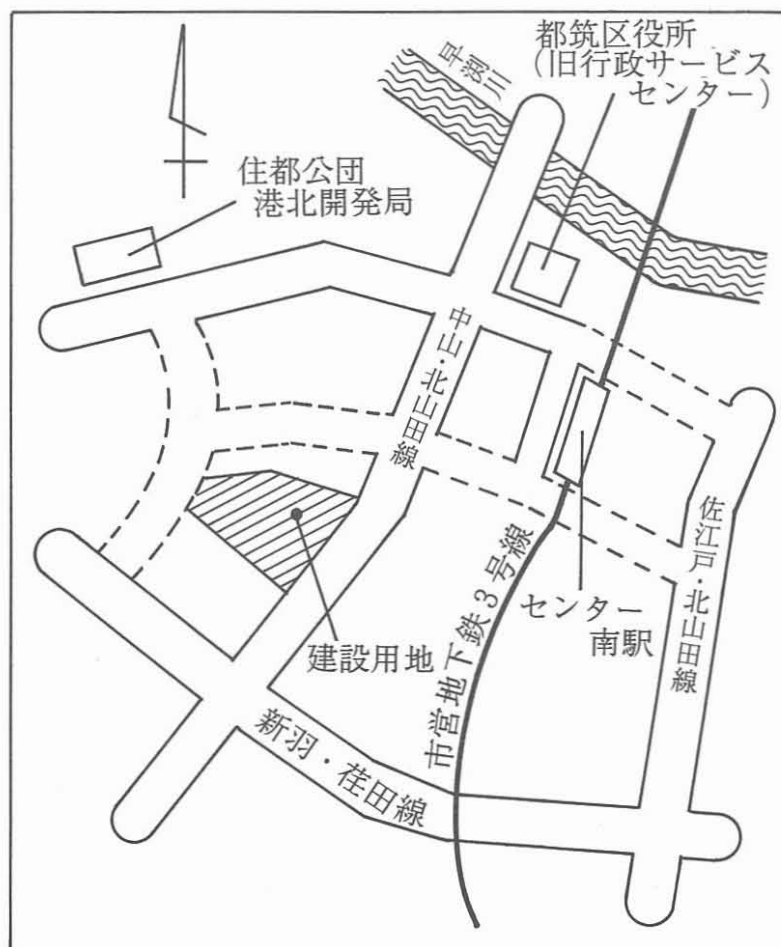 都筑区役所
（旧行政サービス
センター）
早渕川
住都公団
港北開発局
中山・北山田線
佐江戸・北山田線
センター
南駅
市営地下鉄3号線
建設用地
新羽・荏田線